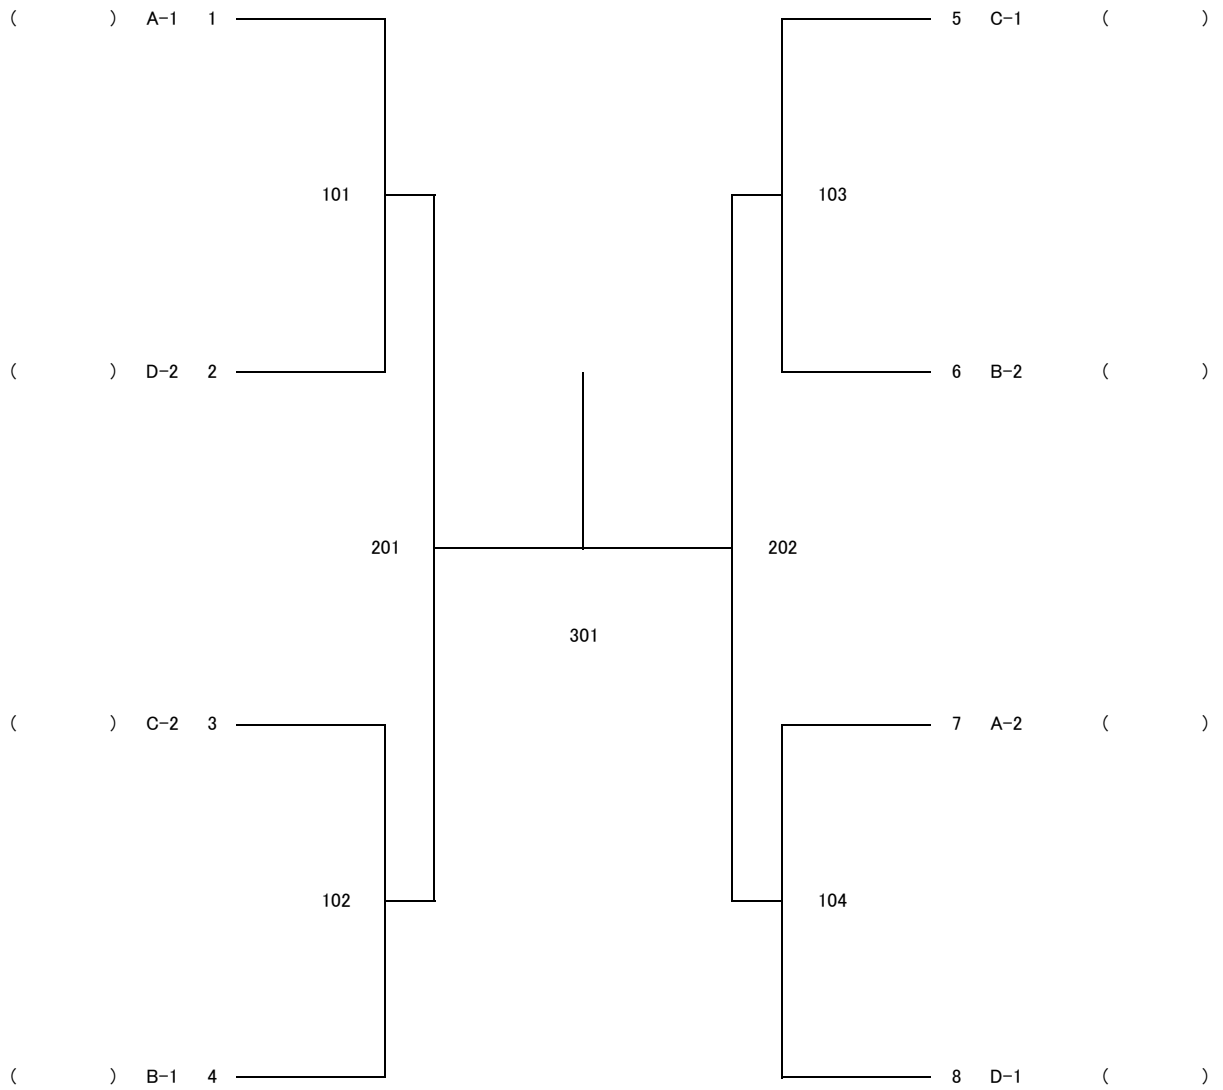 (　　　) A-1 1　5 C-1 (　　　)
101　103
(　　　) D-2 2　6 B-2 (　　　)
201　202
301
(　　　) C-2 3　7 A-2 (　　　)
102　104
(　　　) B-1 4　8 D-1 (　　　)